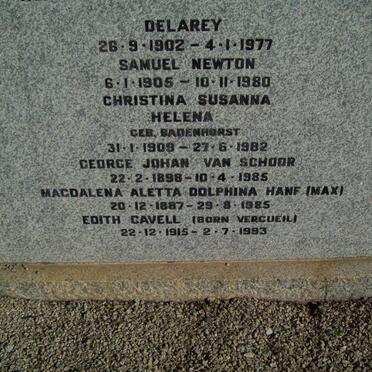 DELAREY
26·9·1902 – 4·1·1977
SAMUEL NEWTON
6·1·1905 – 10·11·1980
CHRISTINA SUSANNA
HELENA
GEB. BADENHORST
31·1·1909 – 27·6·1982
GEORGE JOHAN VAN SCHOOR
22·2·1898 – 10·4·1985
MAGDALENA ALETTA DOLPHINA HANF (MAX)
20·12·1887 – 29·8·1985
EDITH CAVELL (BORN VERCUEIL)
22·12·1915 – 2·7·1993